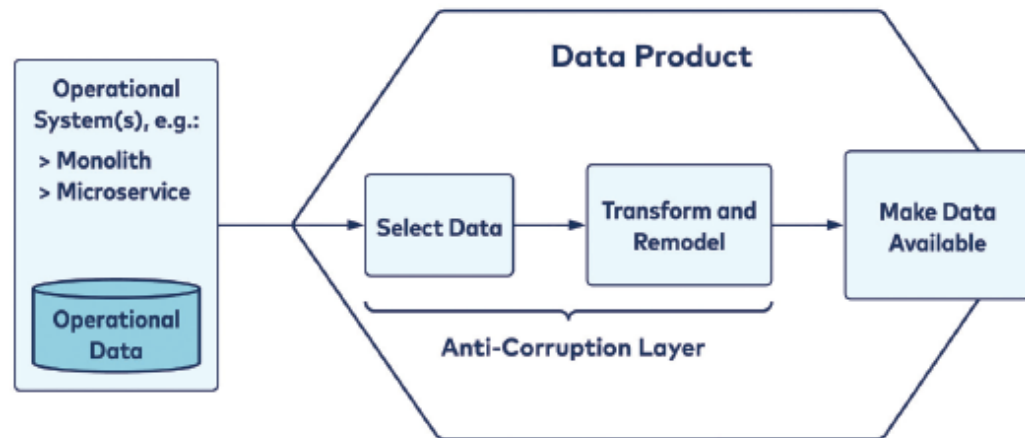 Data Product
Operational
System(s), e.g.:
> Monolith
> Microservice
Operational
Data
Select Data
Transform and
Remodel
Make Data
Available
Anti-Corruption Layer